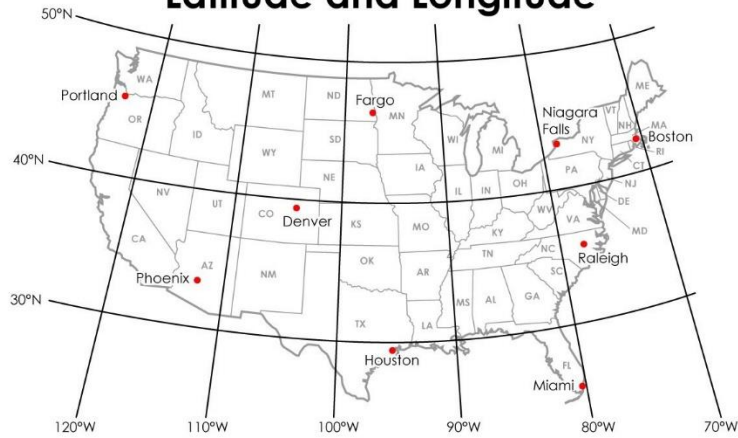 Latitude and Longitude
50°N
WA
ME
MT
ND
Portland
Fargo
MN
VT
OR
Niagara
Falls
NH
MA
ID
SD
WI
NY
Boston
MI
RI
WY
CT
40°N
IA
PA
NE
NJ
NV
IL
IN
OH
DE
UT
CO
WV
MD
Denver
KS
MO
VA
KY
CA
NC
Raleigh
OK
TN
AZ
Phoenix
NM
AR
SC
30°N
MS
AL
GA
TX
LA
Houston
FL
Miami
120°W
110°W
100°W
90°W
80°W
70°W